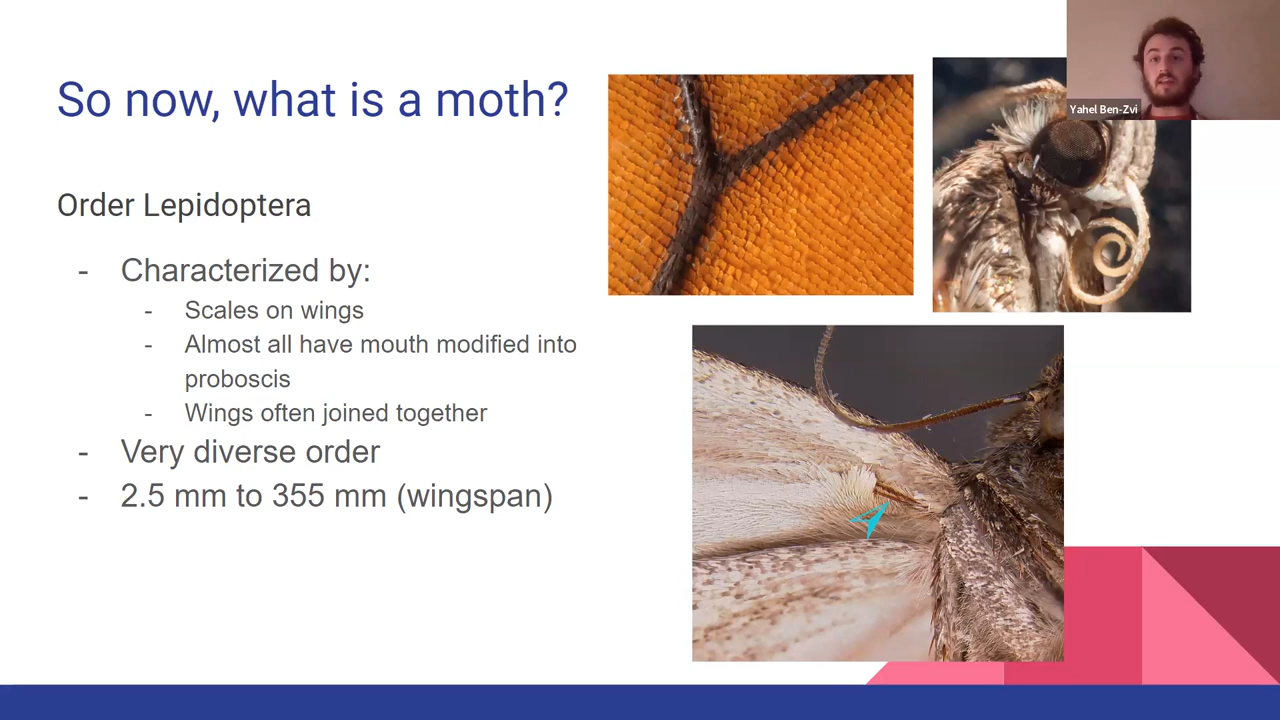 So now, what is a moth?
Yahel Ben-Zvi
Order Lepidoptera
- Characterized by:
- Scales on wings
- Almost all have mouth modified into
proboscis
- Wings often joined together
- Very diverse order
- 2.5 mm to 355 mm (wingspan)